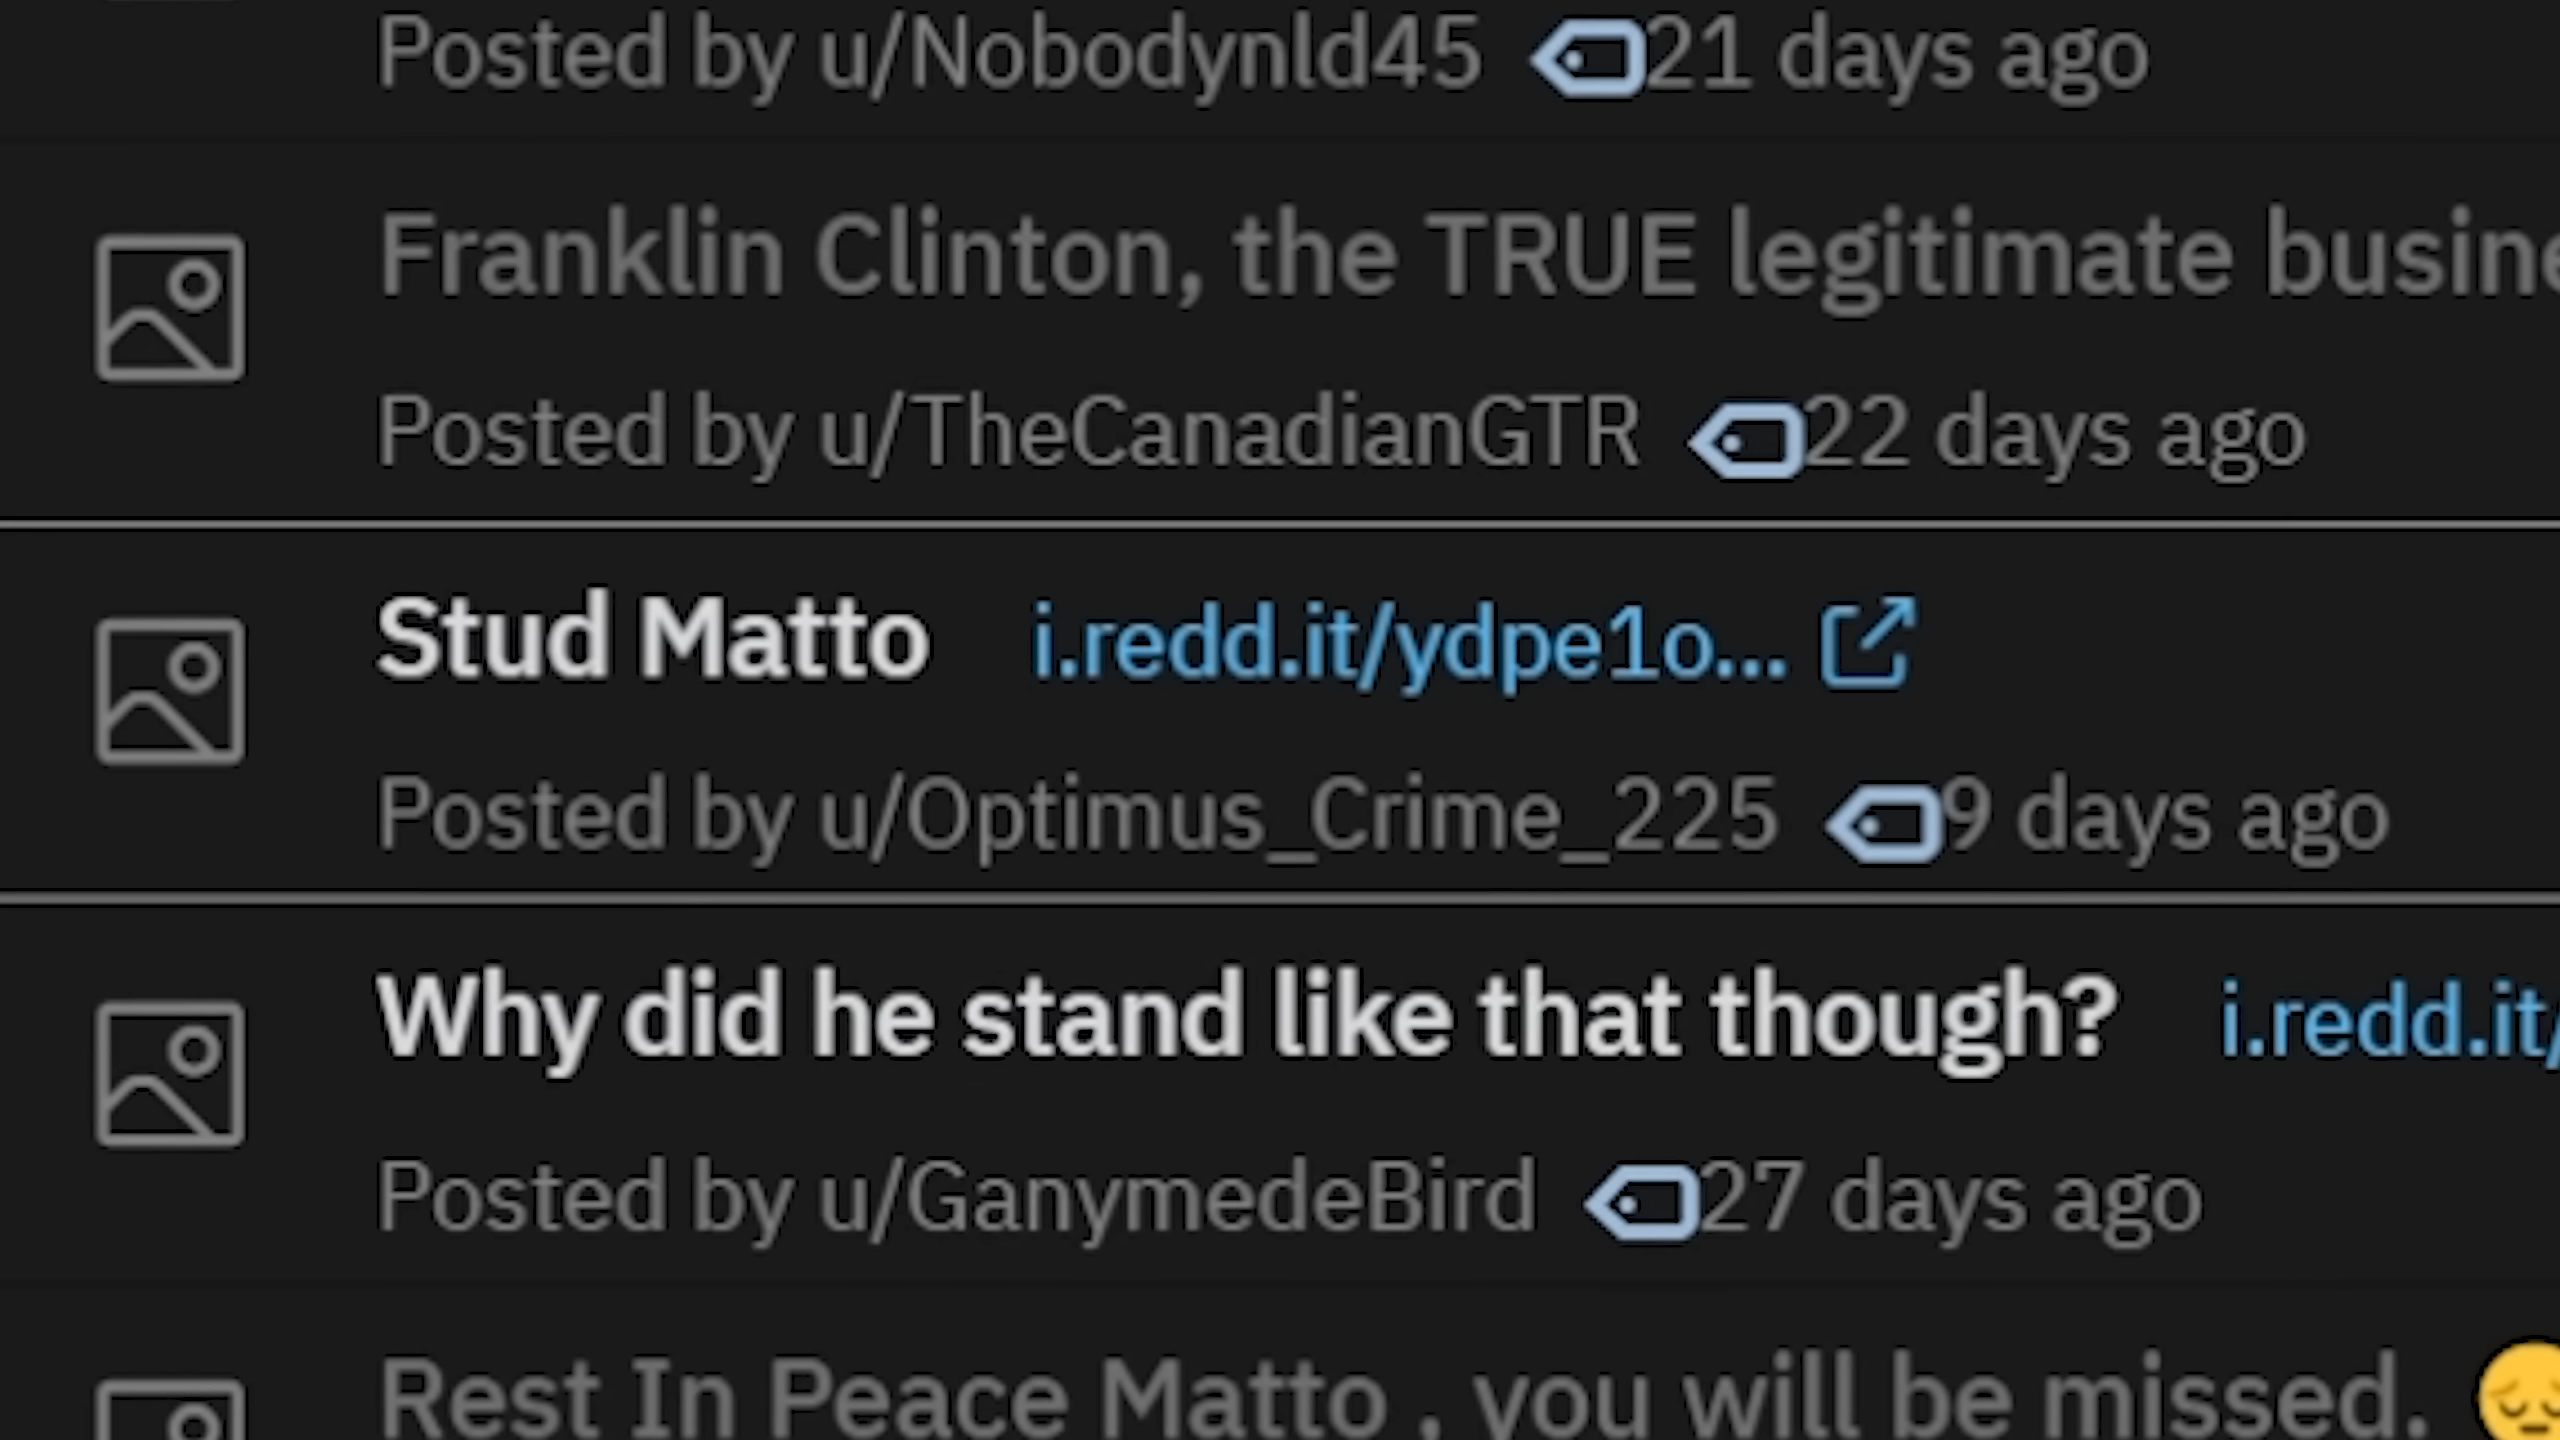 Posted by u/Nobodynld45 21 days ago
Franklin Clinton, the TRUE legitimate busine
Posted by u/TheCanadianGTR 22 days ago
Stud Matto i.redd.it/ydpe1o...
Posted by u/Optimus_Crime_225 9 days ago
Why did he stand like that though? i.redd.it/
Posted by u/GanymedeBird 27 days ago
Rest In Peace Matto , you will be missed. 😔